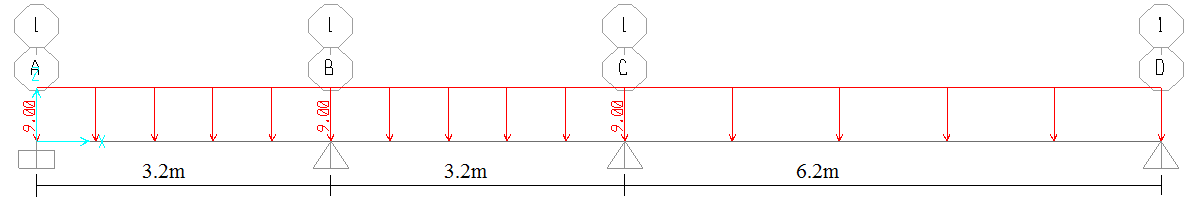 1 1 1 1
A B C D
Z
9.00 9.00 9.00
X
3.2m 3.2m 6.2m